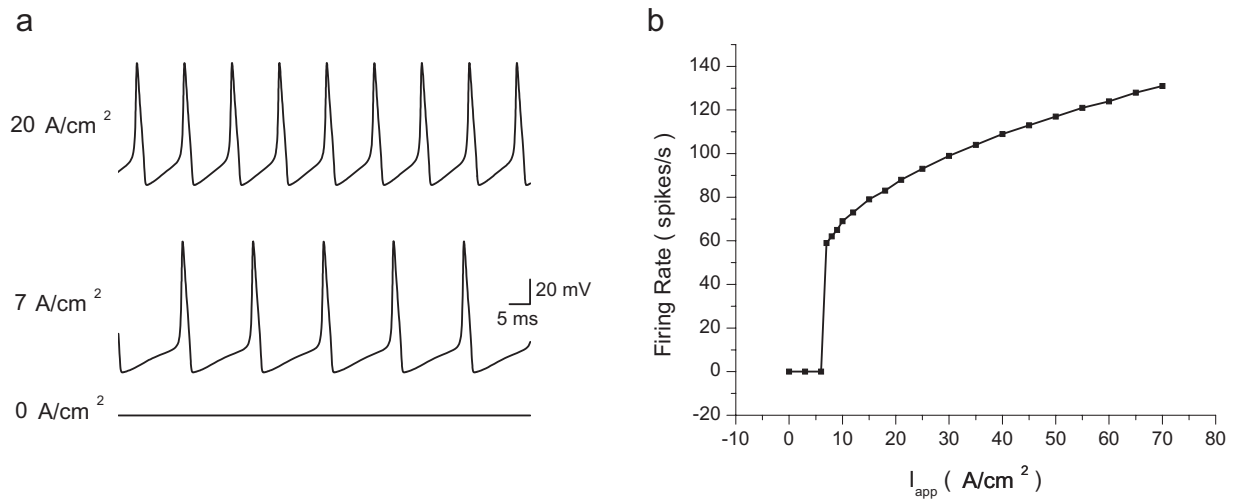 a
20 A/cm 2
7 A/cm 2
20 mV
5 ms
0 A/cm 2
b
Firing Rate ( spikes/s )
140
120
100
80
60
40
20
0
-20
-10 0 10 20 30 40 50 60 70 80
Iapp ( A/cm 2 )